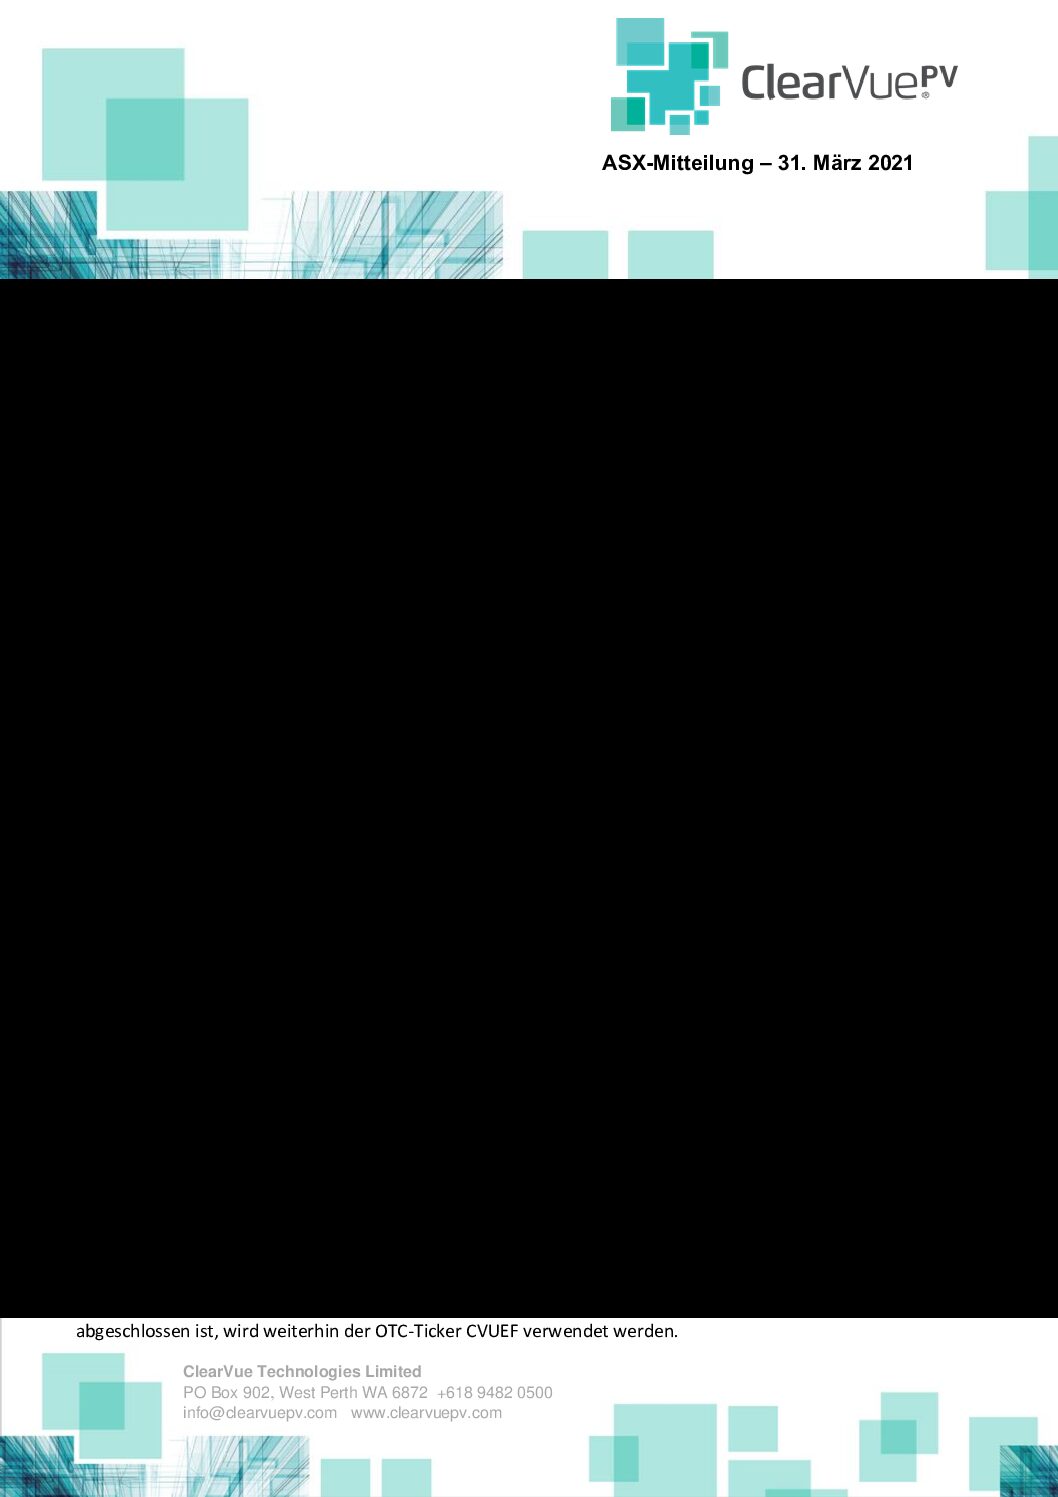 ClearVuePV®
ASX-Mitteilung – 31. März 2021
abgeschlossen ist, wird weiterhin der OTC-Ticker CVUEF verwendet werden.
ClearVue Technologies Limited
PO Box 902, West Perth WA 6872 +618 9482 0500
info@clearvuepv.com www.clearvuepv.com